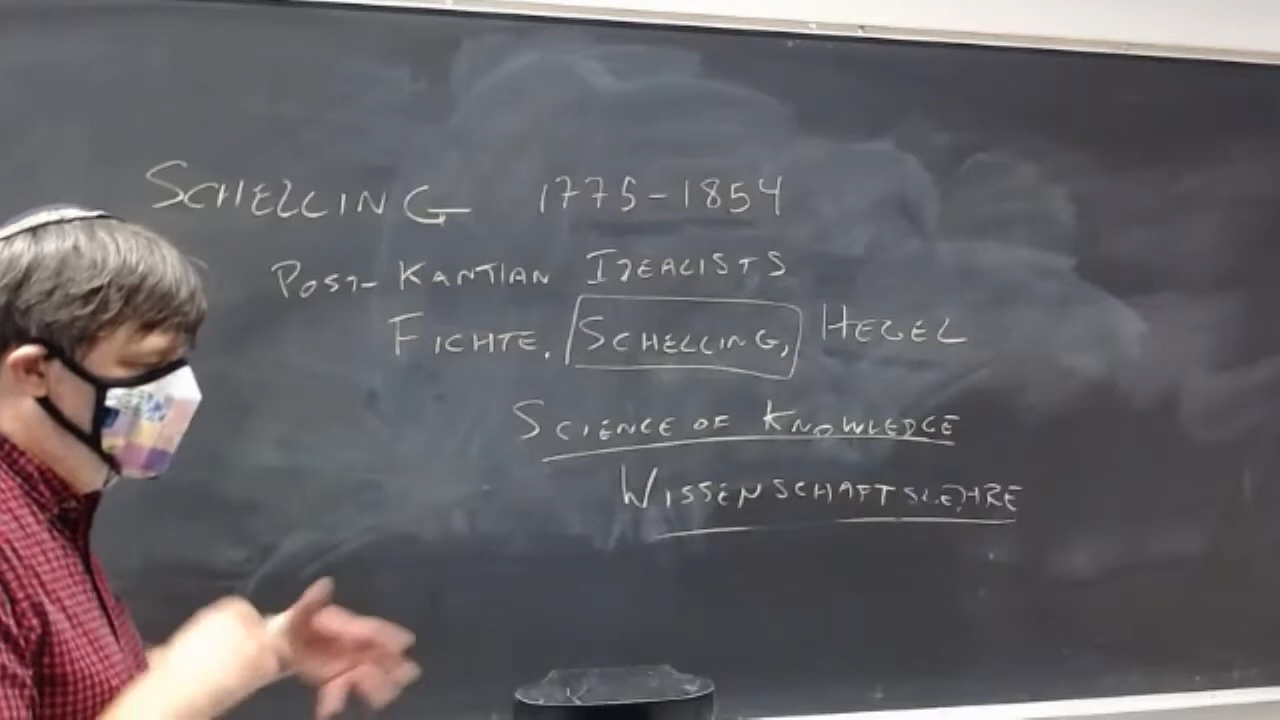 SCHELLING 1775-1854
POST-KANTIAN IDEALISTS
FICHTE, SCHELLING, HEGEL
SCIENCE OF KNOWLEDGE
WISSENSCHAFTSLEHRE